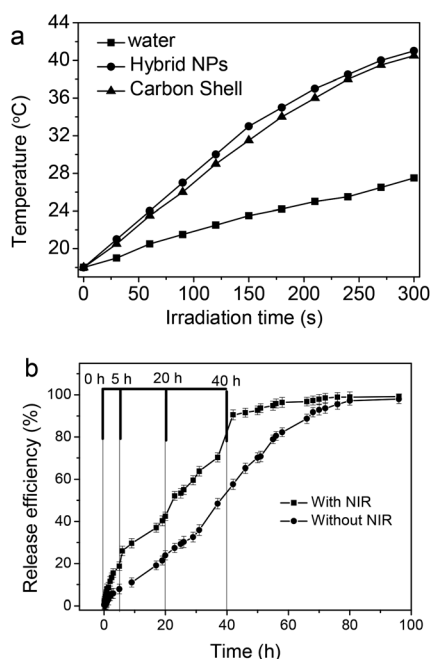 a
water
Hybrid NPs
Carbon Shell
Temperature (°C)
40
36
32
28
24
20
0 50 100 150 200 250 300
Irradiation time (s)
b
0 h 5 h 20 h 40 h
Release efficiency (%)
100
80
60
40
20
0
With NIR
Without NIR
0 20 40 60 80 100
Time (h)